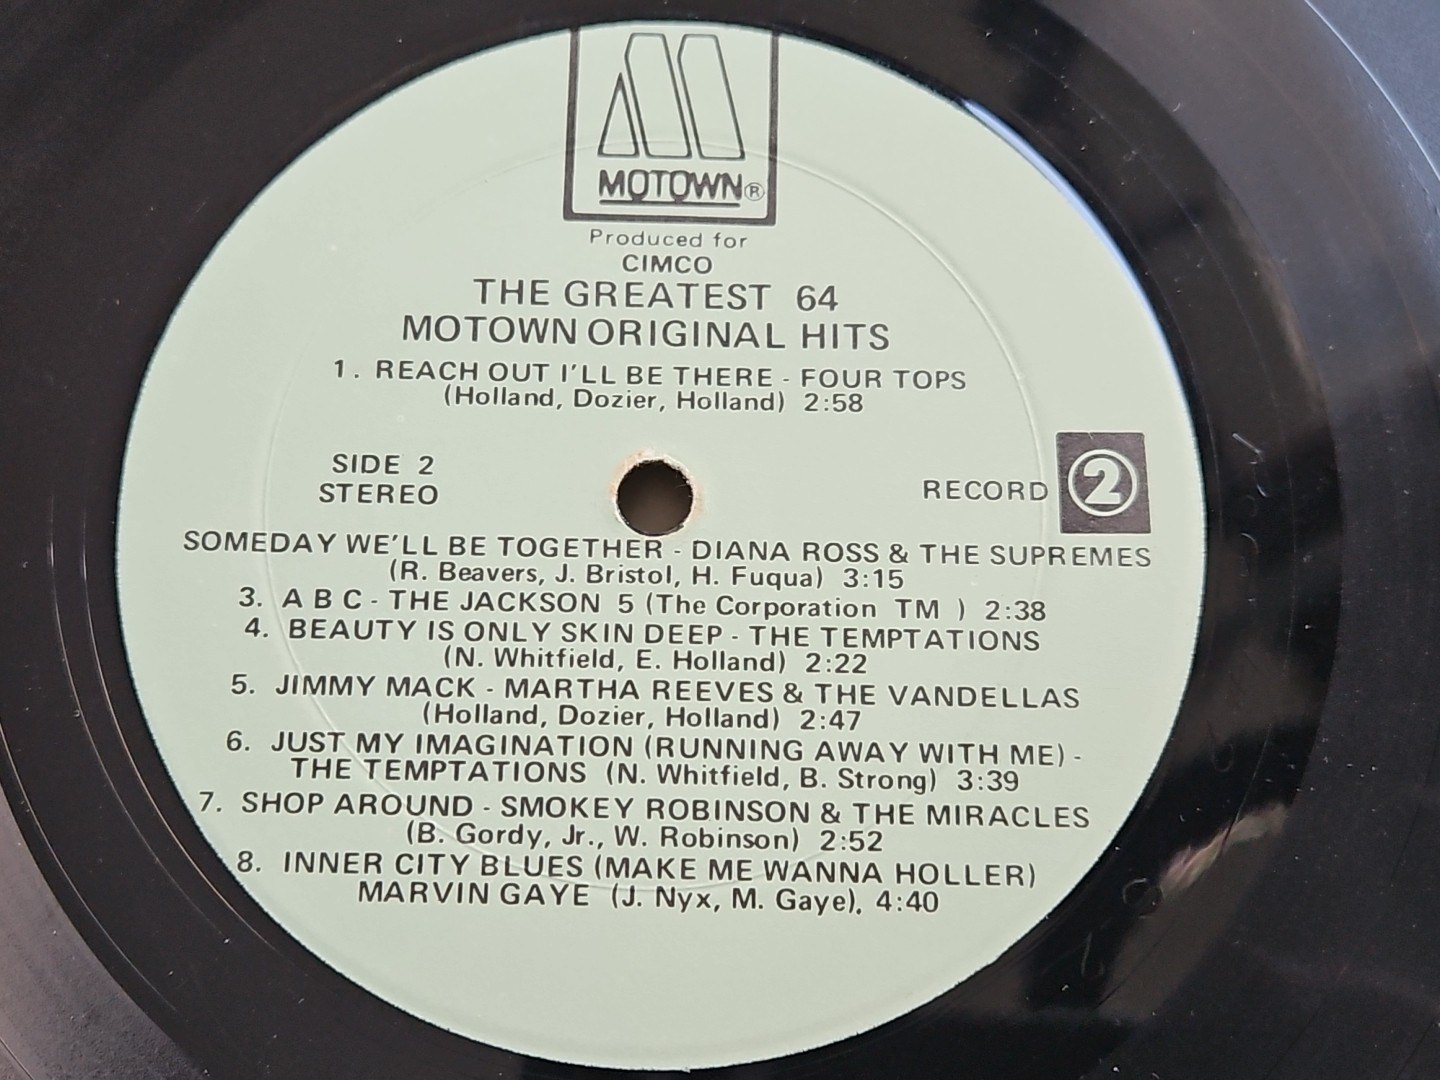 MOTOWN®
Produced for
CIMCO
THE GREATEST 64
MOTOWN ORIGINAL HITS
1. REACH OUT I'LL BE THERE - FOUR TOPS
(Holland, Dozier, Holland) 2:58
SIDE 2
STEREO
RECORD 2
SOMEDAY WE'LL BE TOGETHER - DIANA ROSS & THE SUPREMES
(R. Beavers, J. Bristol, H. Fuqua) 3:15
3. A B C - THE JACKSON 5 (The Corporation TM ) 2:38
4. BEAUTY IS ONLY SKIN DEEP - THE TEMPTATIONS
(N. Whitfield, E. Holland) 2:22
5. JIMMY MACK - MARTHA REEVES & THE VANDELLAS
(Holland, Dozier, Holland) 2:47
6. JUST MY IMAGINATION (RUNNING AWAY WITH ME) -
THE TEMPTATIONS (N. Whitfield, B. Strong) 3:39
7. SHOP AROUND - SMOKEY ROBINSON & THE MIRACLES
(B. Gordy, Jr., W. Robinson) 2:52
8. INNER CITY BLUES (MAKE ME WANNA HOLLER)
MARVIN GAYE (J. Nyx, M. Gaye), 4:40